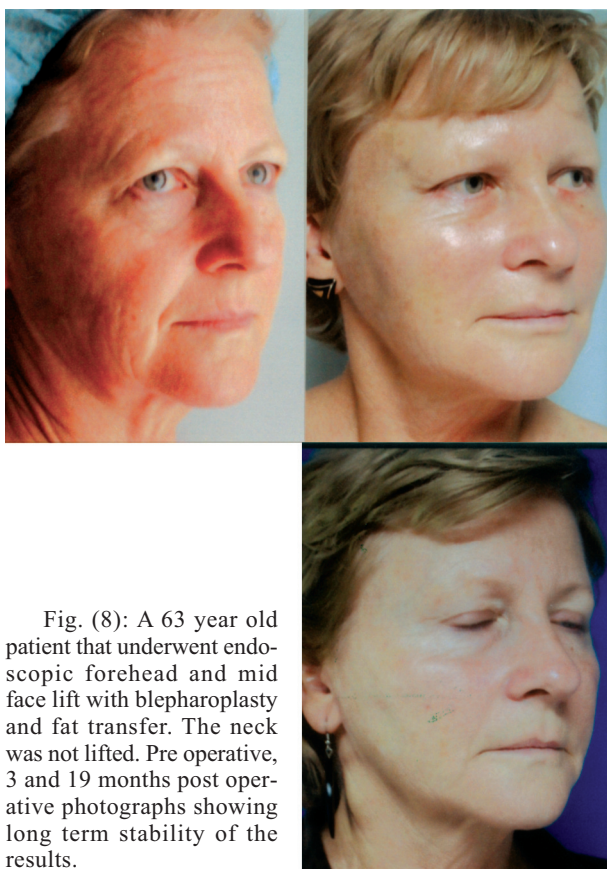 Fig. (8): A 63 year old
patient that underwent endo-
scopic forehead and mid
face lift with blepharoplasty
and fat transfer. The neck
was not lifted. Pre operative,
3 and 19 months post oper-
ative photographs showing
long term stability of the
results.